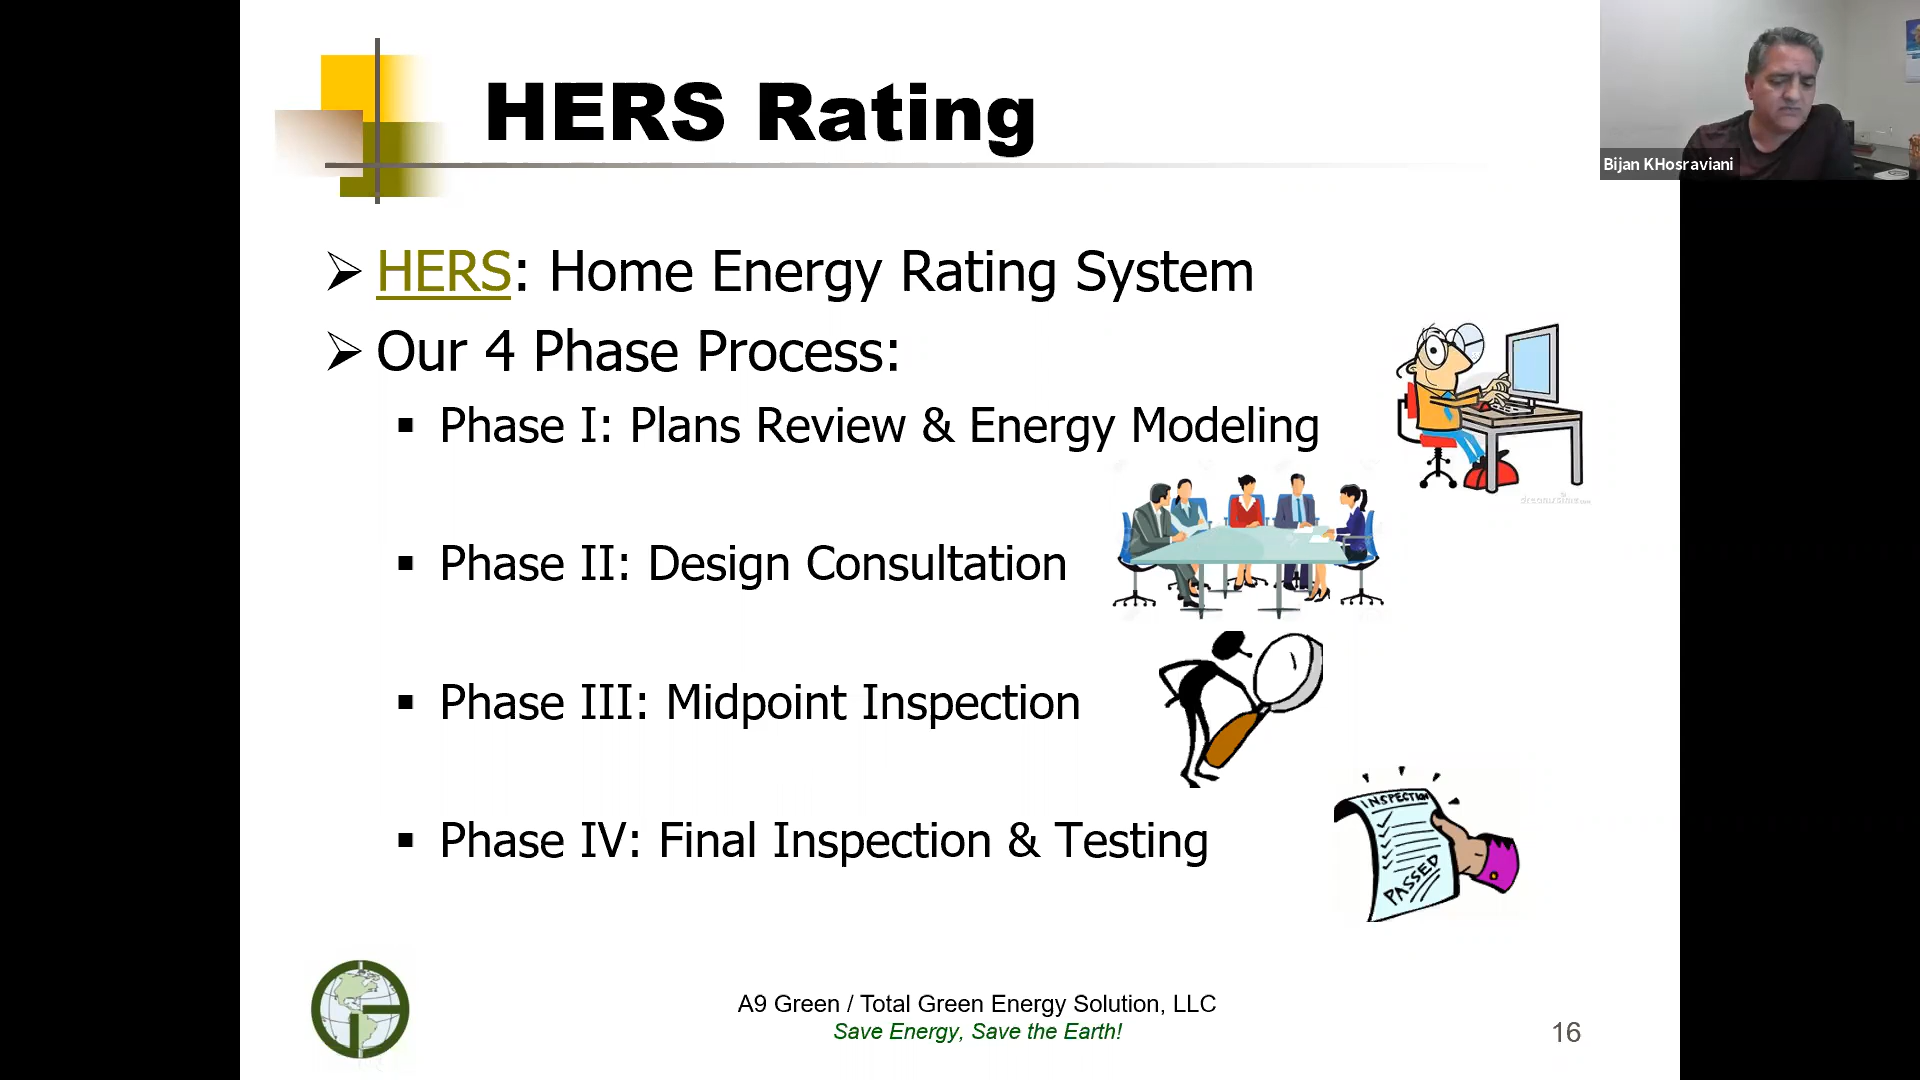 HERS Rating
Bijan KHosraviani
➢ HERS: Home Energy Rating System
➢ Our 4 Phase Process:
▪ Phase I: Plans Review & Energy Modeling
dreamstime.com
▪ Phase II: Design Consultation
▪ Phase III: Midpoint Inspection
▪ Phase IV: Final Inspection & Testing
INSPECTION
PASSED
A9 Green / Total Green Energy Solution, LLC
Save Energy, Save the Earth!
16